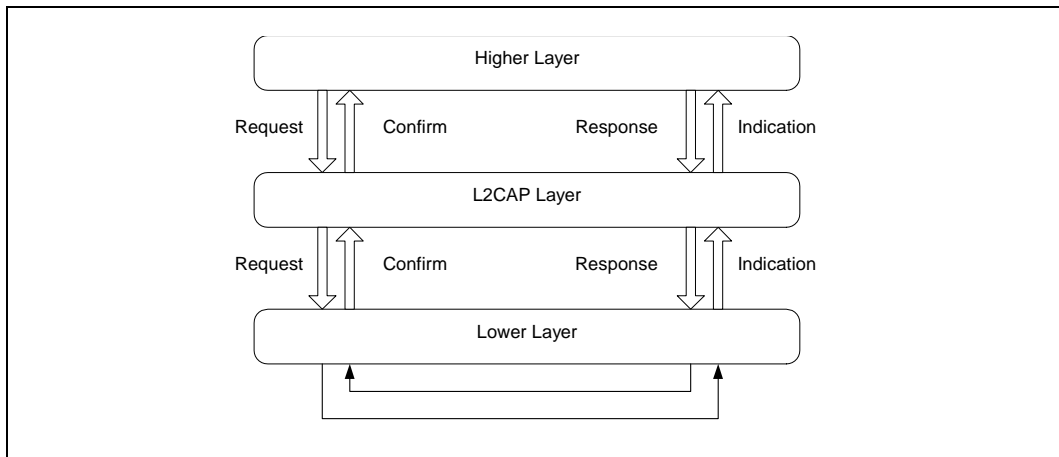 Higher Layer
Request Confirm Response Indication
L2CAP Layer
Request Confirm Response Indication
Lower Layer